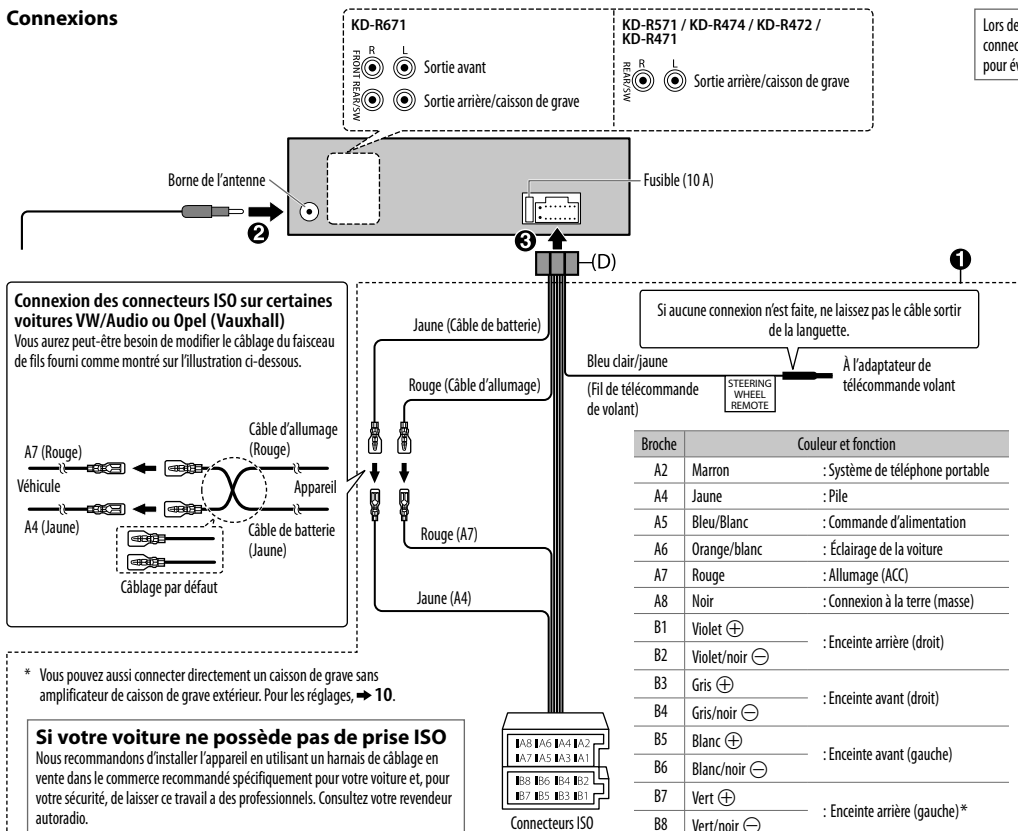 Connexions
KD-R671
R L
FRONT
Sortie avant
REAR/SW
Sortie arrière/caisson de grave
KD-R571 / KD-R474 / KD-R472 /
KD-R471
R L
REAR/SW
Sortie arrière/caisson de grave
Lors de
connec
pour év
Borne de l'antenne
Fusible (10 A)
2
3
(D)
1
Connexion des connecteurs ISO sur certaines
voitures VW/Audio ou Opel (Vauxhall)
Vous aurez peut-être besoin de modifier le câblage du faisceau
de fils fourni comme montré sur l'illustration ci-dessous.
A7 (Rouge)
Câble d'allumage
(Rouge)
Véhicule
Appareil
A4 (Jaune)
Câble de batterie
(Jaune)
Câblage par défaut
Jaune (Câble de batterie)
Rouge (Câble d'allumage)
Rouge (A7)
Jaune (A4)
Si aucune connexion n'est faite, ne laissez pas le câble sortir
de la languette.
Bleu clair/jaune
(Fil de télécommande
de volant)
STEERING
WHEEL
REMOTE
À l'adaptateur de
télécommande volant
Broche Couleur et fonction
A2 Marron : Système de téléphone portable
A4 Jaune : Pile
A5 Bleu/Blanc : Commande d'alimentation
A6 Orange/blanc : Éclairage de la voiture
A7 Rouge : Allumage (ACC)
A8 Noir : Connexion à la terre (masse)
B1 Violet ⊕
: Enceinte arrière (droit)
B2 Violet/noir ⊖
B3 Gris ⊕
: Enceinte avant (droit)
B4 Gris/noir ⊖
B5 Blanc ⊕
: Enceinte avant (gauche)
B6 Blanc/noir ⊖
B7 Vert ⊕
: Enceinte arrière (gauche)*
B8 Vert/noir ⊖
* Vous pouvez aussi connecter directement un caisson de grave sans
amplificateur de caisson de grave extérieur. Pour les réglages, ➡ 10.
Si votre voiture ne possède pas de prise ISO
Nous recommandons d'installer l'appareil en utilisant un harnais de câblage en
vente dans le commerce recommandé spécifiquement pour votre voiture et, pour
votre sécurité, de laisser ce travail a des professionnels. Consultez votre revendeur
autoradio.
A8 A6 A4 A2
A7 A5 A3 A1
B8 B6 B4 B2
B7 B5 B3 B1
Connecteurs ISO